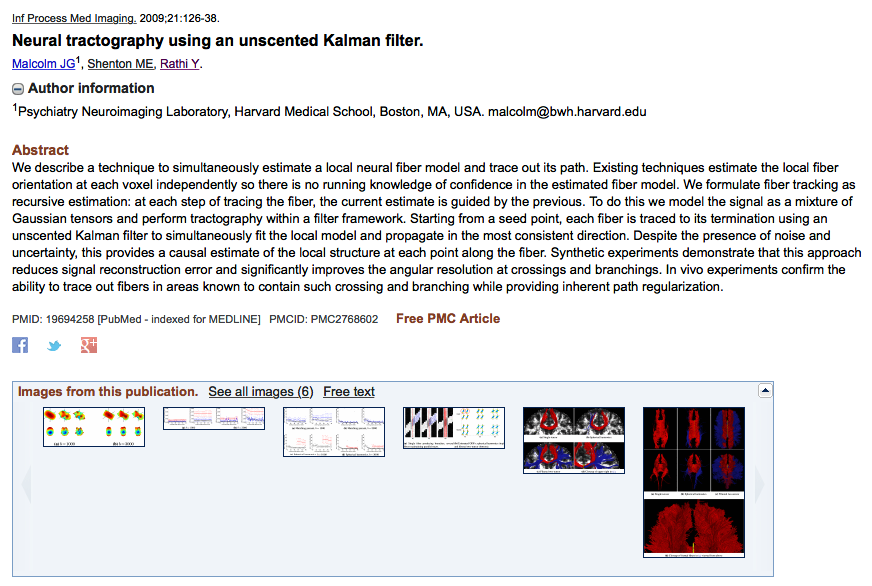 Inf Process Med Imaging. 2009;21:126-38.
Neural tractography using an unscented Kalman filter.
Malcolm JG1, Shenton ME, Rathi Y.
Author information
1Psychiatry Neuroimaging Laboratory, Harvard Medical School, Boston, MA, USA. malcolm@bwh.harvard.edu
Abstract
We describe a technique to simultaneously estimate a local neural fiber model and trace out its path. Existing techniques estimate the local fiber
orientation at each voxel independently so there is no running knowledge of confidence in the estimated fiber model. We formulate fiber tracking as
recursive estimation: at each step of tracing the fiber, the current estimate is guided by the previous. To do this we model the signal as a mixture of
Gaussian tensors and perform tractography within a filter framework. Starting from a seed point, each fiber is traced to its termination using an
unscented Kalman filter to simultaneously fit the local model and propagate in the most consistent direction. Despite the presence of noise and
uncertainty, this provides a causal estimate of the local structure at each point along the fiber. Synthetic experiments demonstrate that this approach
reduces signal reconstruction error and significantly improves the angular resolution at crossings and branchings. In vivo experiments confirm the
ability to trace out fibers in areas known to contain such crossing and branching while providing inherent path regularization.
PMID: 19694258 [PubMed - indexed for MEDLINE] PMCID: PMC2768602 Free PMC Article
Images from this publication. See all images (6) Free text
(a) b = 1000 (b) b = 3000